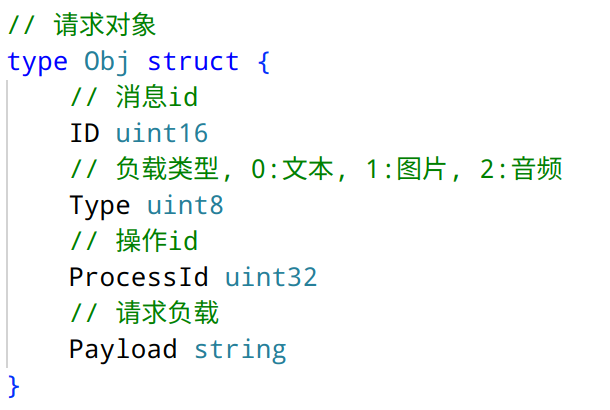 // 请求对象
type Obj struct {
// 消息id
ID uint16
// 负载类型, 0:文本, 1:图片, 2:音频
Type uint8
// 操作id
ProcessId uint32
// 请求负载
Payload string
}